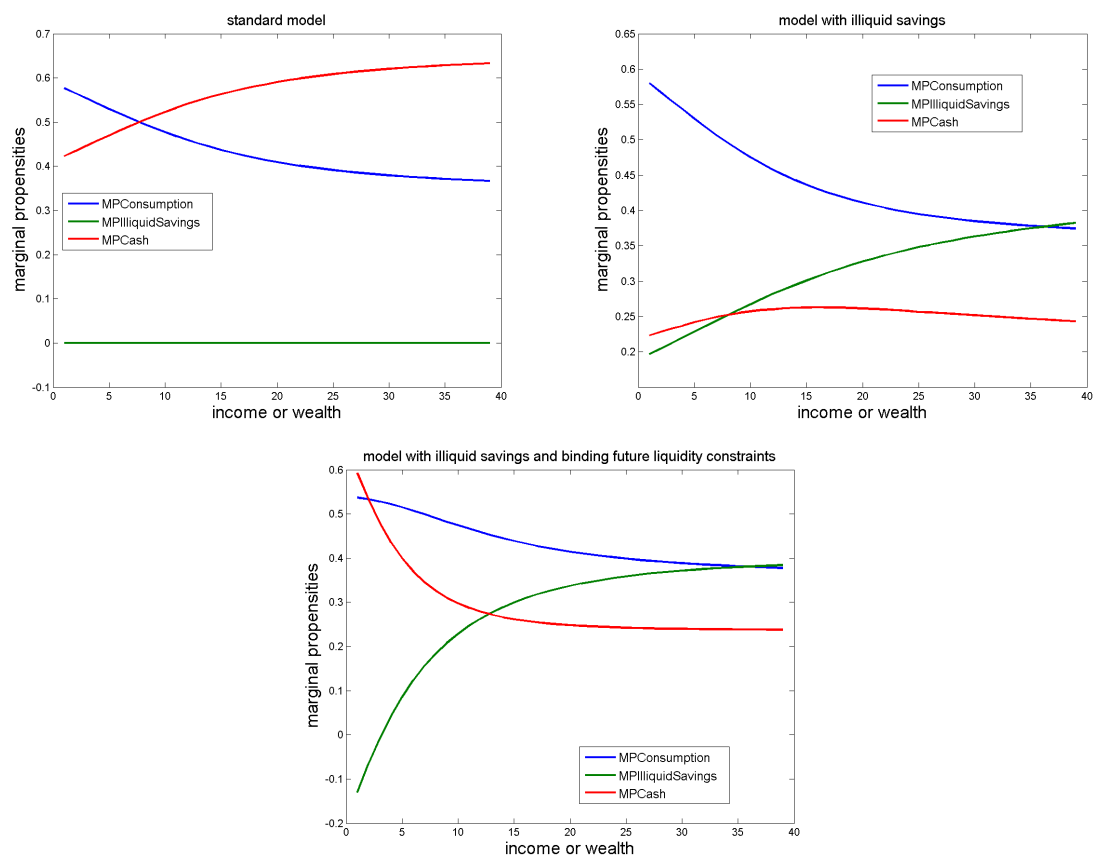 standard model
0.7
0.6
0.5
0.4
0.3
0.2
0.1
0
-0.1
marginal propensities
MPConsumption
MPIlliquidSavings
MPCash
0 5 10 15 20 25 30 35 40
income or wealth
model with illiquid savings
0.65
0.6
0.55
0.5
0.45
0.4
0.35
0.3
0.25
0.2
marginal propensities
MPConsumption
MPIlliquidSavings
MPCash
0 5 10 15 20 25 30 35 40
income or wealth
model with illiquid savings and binding future liquidity constraints
0.6
0.5
0.4
0.3
0.2
0.1
0
-0.1
-0.2
marginal propensities
MPConsumption
MPIlliquidSavings
MPCash
0 5 10 15 20 25 30 35 40
income or wealth